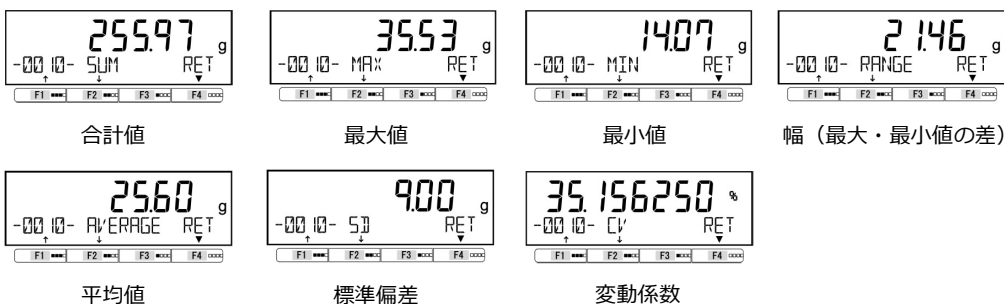 255.97 g
-0010- SUM RET
F1 F2 F3 F4
合計値
35.53 g
-0010- MAX RET
F1 F2 F3 F4
最大値
14.07 g
-0010- MIN RET
F1 F2 F3 F4
最小値
21.46 g
-0010- RANGE RET
F1 F2 F3 F4
幅（最大・最小値の差）
25.60 g
-0010- AVERAGE RET
F1 F2 F3 F4
平均値
9.00 g
-0010- SD RET
F1 F2 F3 F4
標準偏差
35.156250 %
-0010- CV RET
F1 F2 F3 F4
変動係数